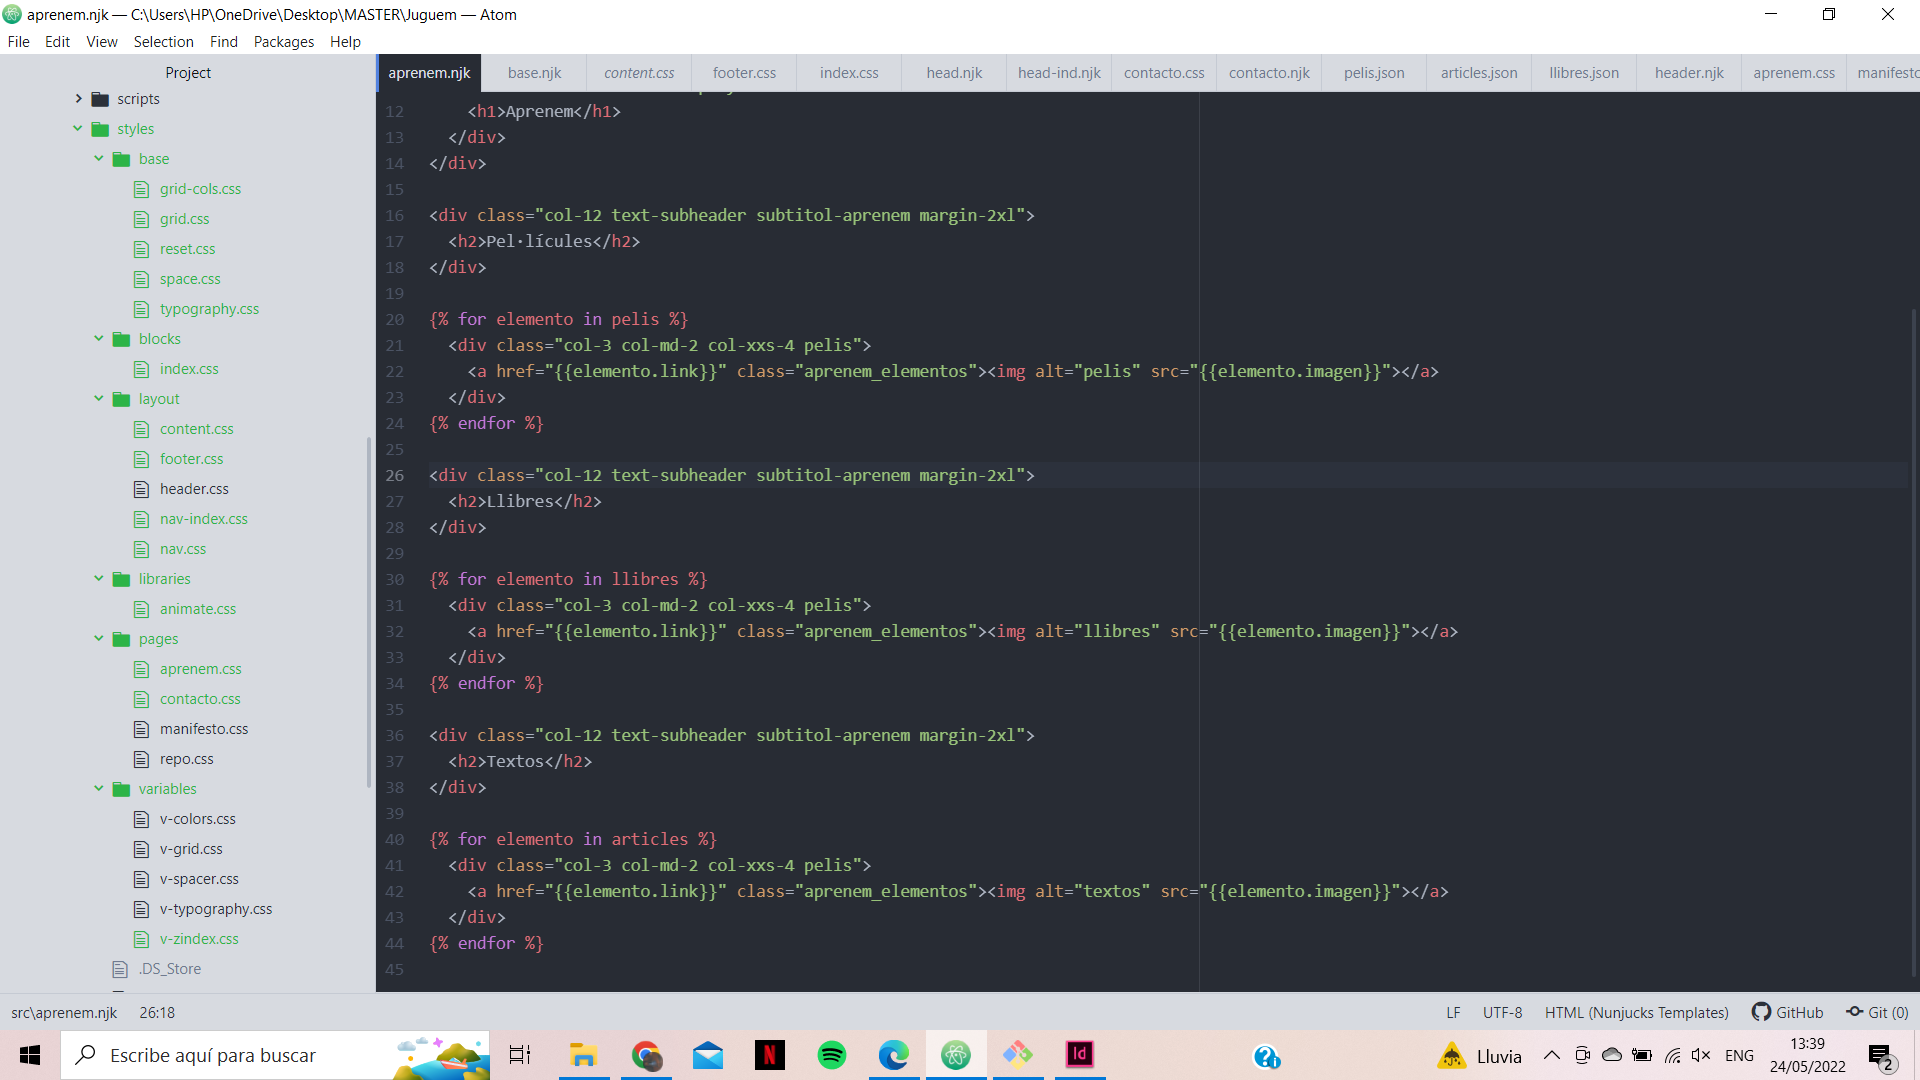 aprenem.njk — C:\Users\HP\OneDrive\Desktop\MASTER\Juguem — Atom
File Edit View Selection Find Packages Help
Project
scripts
styles
base
grid-cols.css
grid.css
reset.css
space.css
typography.css
blocks
index.css
layout
content.css
footer.css
header.css
nav-index.css
nav.css
libraries
animate.css
pages
aprenem.css
contacto.css
manifesto.css
repo.css
variables
v-colors.css
v-grid.css
v-spacer.css
v-typography.css
v-zindex.css
.DS_Store
aprenem.njk base.njk content.css footer.css index.css head.njk head-ind.njk contacto.css contacto.njk pelis.json articles.json llibres.json header.njk aprenem.css manifesto
12 <h1>Aprenem</h1>
13 </div>
14 </div>
15
16 <div class="col-12 text-subheader subtitol-aprenem margin-2xl">
17 <h2>Pel·lícules</h2>
18 </div>
19
20 {% for elemento in pelis %}
21 <div class="col-3 col-md-2 col-xxs-4 pelis">
22 <a href="{{elemento.link}}" class="aprenem_elementos"><img alt="pelis" src="{{elemento.imagen}}"></a>
23 </div>
24 {% endfor %}
25
26 <div class="col-12 text-subheader subtitol-aprenem margin-2xl">
27 <h2>Llibres</h2>
28 </div>
29
30 {% for elemento in llibres %}
31 <div class="col-3 col-md-2 col-xxs-4 pelis">
32 <a href="{{elemento.link}}" class="aprenem_elementos"><img alt="llibres" src="{{elemento.imagen}}"></a>
33 </div>
34 {% endfor %}
35
36 <div class="col-12 text-subheader subtitol-aprenem margin-2xl">
37 <h2>Textos</h2>
38 </div>
39
40 {% for elemento in articles %}
41 <div class="col-3 col-md-2 col-xxs-4 pelis">
42 <a href="{{elemento.link}}" class="aprenem_elementos"><img alt="textos" src="{{elemento.imagen}}"></a>
43 </div>
44 {% endfor %}
45
src\aprenem.njk 26:18 LF UTF-8 HTML (Nunjucks Templates) GitHub Git (0)
Escribe aquí para buscar
N
Id
Lluvia
ENG
13:39
24/05/2022
2